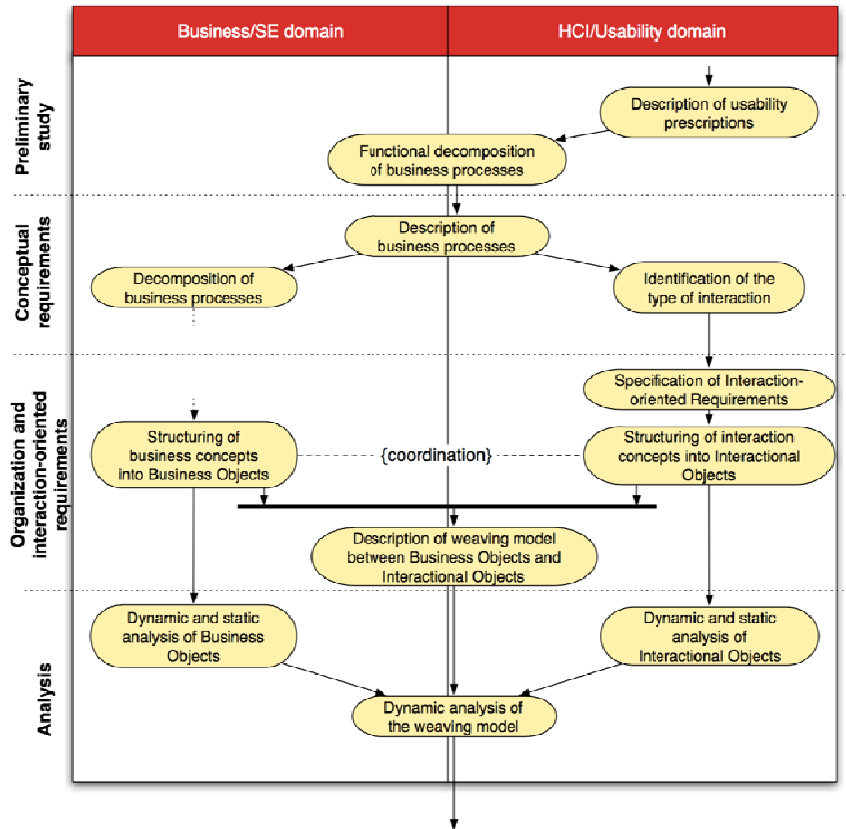 Business/SE domain
HCI/Usability domain
Preliminary
study
Description of usability
prescriptions
Functional decomposition
of business processes
Conceptual
requirements
Description of
business processes
Decomposition of
business processes
Identification of the
type of interaction
Organization and
interaction-oriented
requirements
Specification of Interaction-
oriented Requirements
Structuring of
business concepts
into Business Objects
{coordination}
Structuring of interaction
concepts into Interactional
Objects
Description of weaving model
between Business Objects and
Interactional Objects
Analysis
Dynamic and static
analysis of Business
Objects
Dynamic and static
analysis of
Interactional Objects
Dynamic analysis of
the weaving model